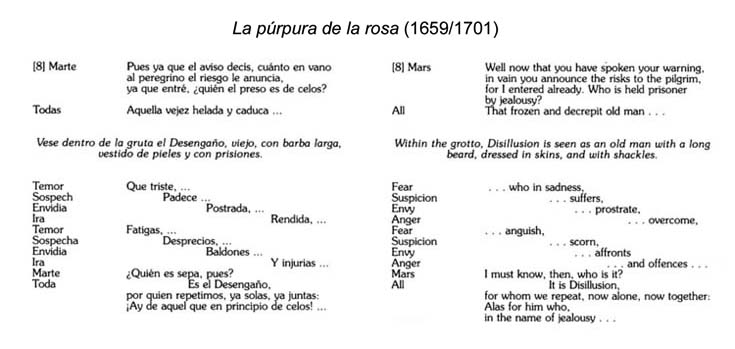 La púrpura de la rosa (1659/1701)
[8] Marte Pues ya que el aviso decís, cuánto en vano
al peregrino el riesgo le anuncia,
ya que entré, ¿quién el preso es de celos?
Todas Aquella vejez helada y caduca ...
Vese dentro de la gruta el Desengaño, viejo, con barba larga,
vestido de pieles y con prisiones.
Temor Que triste, ...
Sospech Padece ...
Envidia Postrada, ...
Ira Rendida, ...
Temor Fatigas, ...
Sospecha Desprecios, ...
Envidia Baldones ...
Ira Y injurias ...
Marte ¿Quién es sepa, pues?
Toda Es el Desengaño,
por quien repetimos, ya solas, ya juntas:
¡Ay de aquel que en principio de celos! ...
[8] Mars Well now that you have spoken your warning,
in vain you announce the risks to the pilgrim,
for I entered already. Who is held prisoner
by jealousy?
All That frozen and decrepit old man . . .
Within the grotto, Disillusion is seen as an old man with a long
beard, dressed in skins, and with shackles.
Fear . . . who in sadness,
Suspicion . . . suffers,
Envy . . . prostrate,
Anger . . . overcome,
Fear . . . anguish,
Suspicion . . . scorn,
Envy . . . affronts
Anger . . . and offences . . .
Mars I must know, then, who is it?
All It is Disillusion,
for whom we repeat, now alone, now together:
Alas for him who,
in the name of jealousy . . .